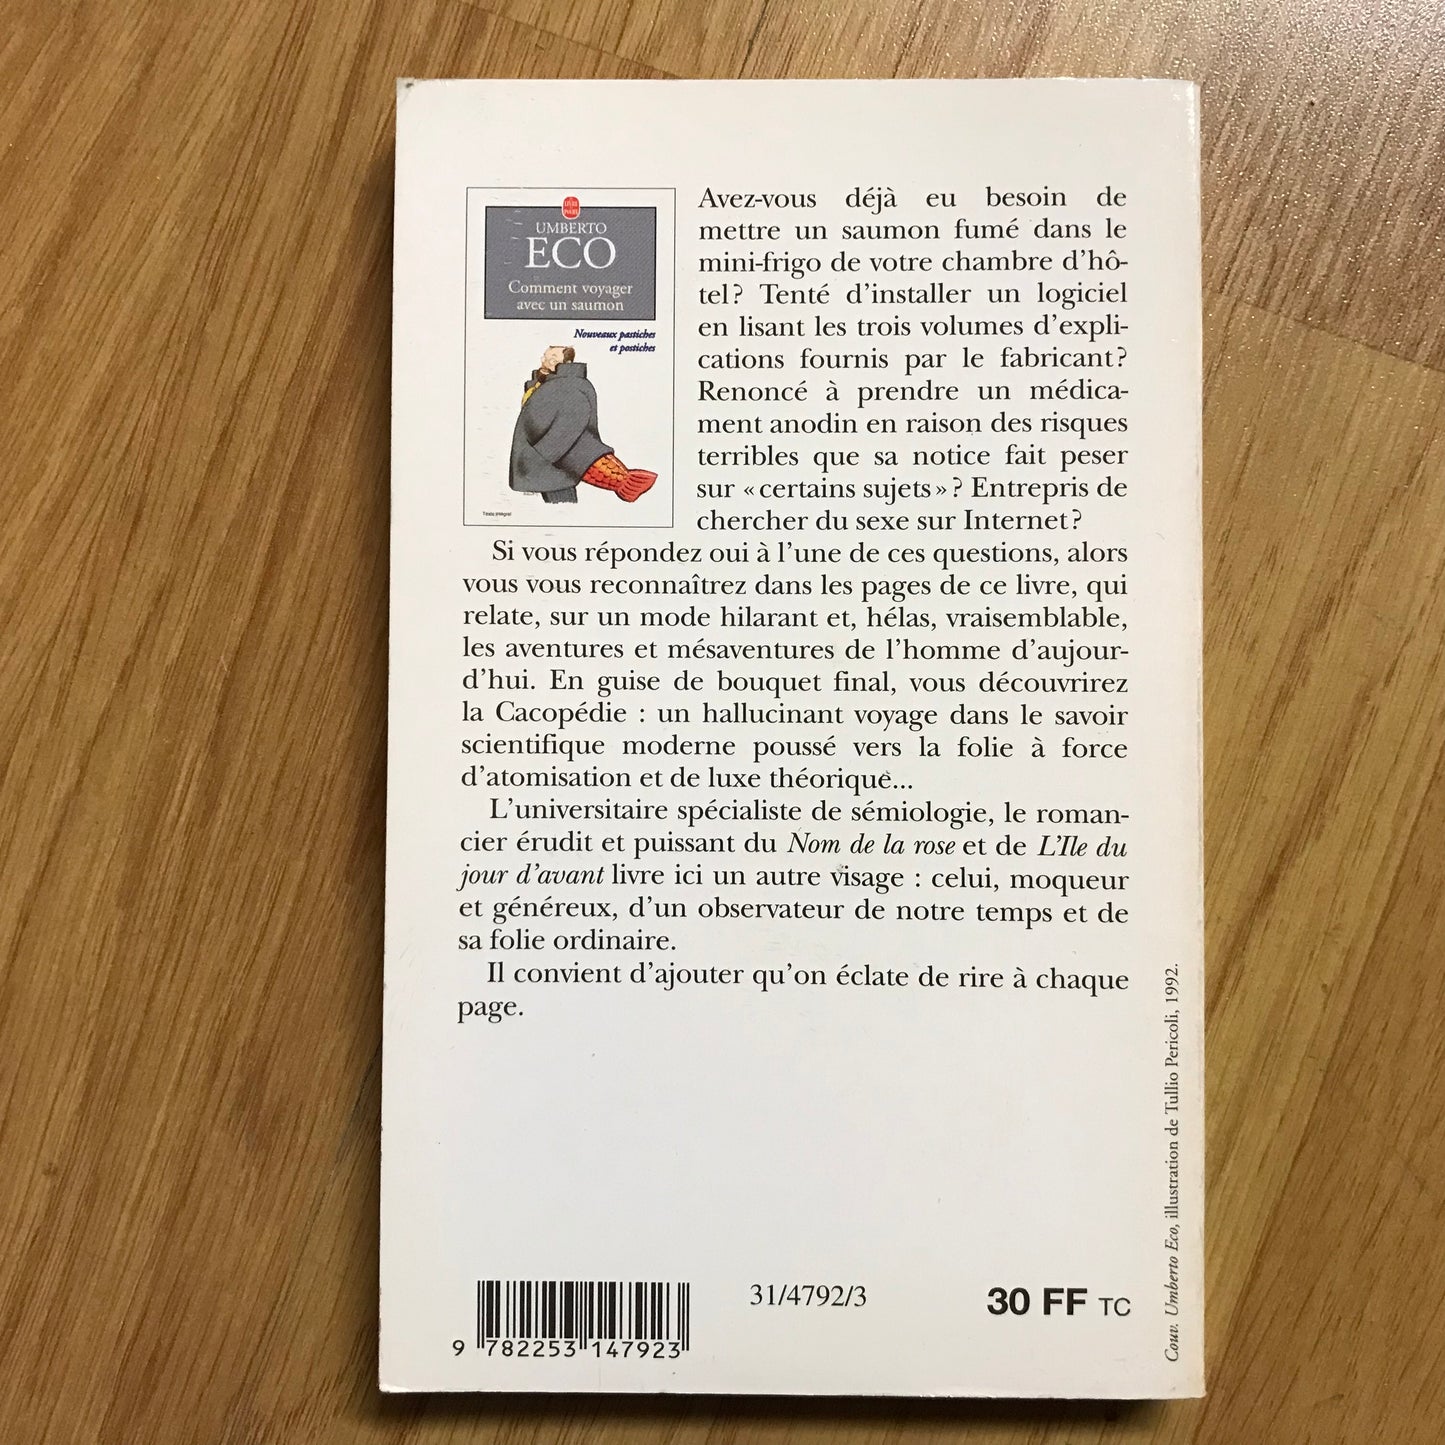 LE LIVRE
DE
POCHE
UMBERTO
ECO
Comment voyager
avec un saumon
Nouveaux pastiches
et postiches
Texte intégral
Avez-vous déjà eu besoin de
mettre un saumon fumé dans le
mini-frigo de votre chambre d'hô-
tel? Tenté d'installer un logiciel
en lisant les trois volumes d'expli-
cations fournis par le fabricant?
Renoncé à prendre un médica-
ment anodin en raison des risques
terribles que sa notice fait peser
sur «certains sujets»? Entrepris de
chercher du sexe sur Internet?
Si vous répondez oui à l'une de ces questions, alors
vous vous reconnaîtrez dans les pages de ce livre, qui
relate, sur un mode hilarant et, hélas, vraisemblable,
les aventures et mésaventures de l'homme d'aujour-
d'hui. En guise de bouquet final, vous découvrirez
la Cacopédie : un hallucinant voyage dans le savoir
scientifique moderne poussé vers la folie à force
d'atomisation et de luxe théorique...
L'universitaire spécialiste de sémiologie, le roman-
cier érudit et puissant du Nom de la rose et de L'Ile du
jour d'avant livre ici un autre visage : celui, moqueur
et généreux, d'un observateur de notre temps et de
sa folie ordinaire.
Il convient d'ajouter qu'on éclate de rire à chaque
page.
Couv. Umberto Eco, illustration de Tullio Pericoli, 1992.
9 782253 147923
31/4792/3
30 FF TC